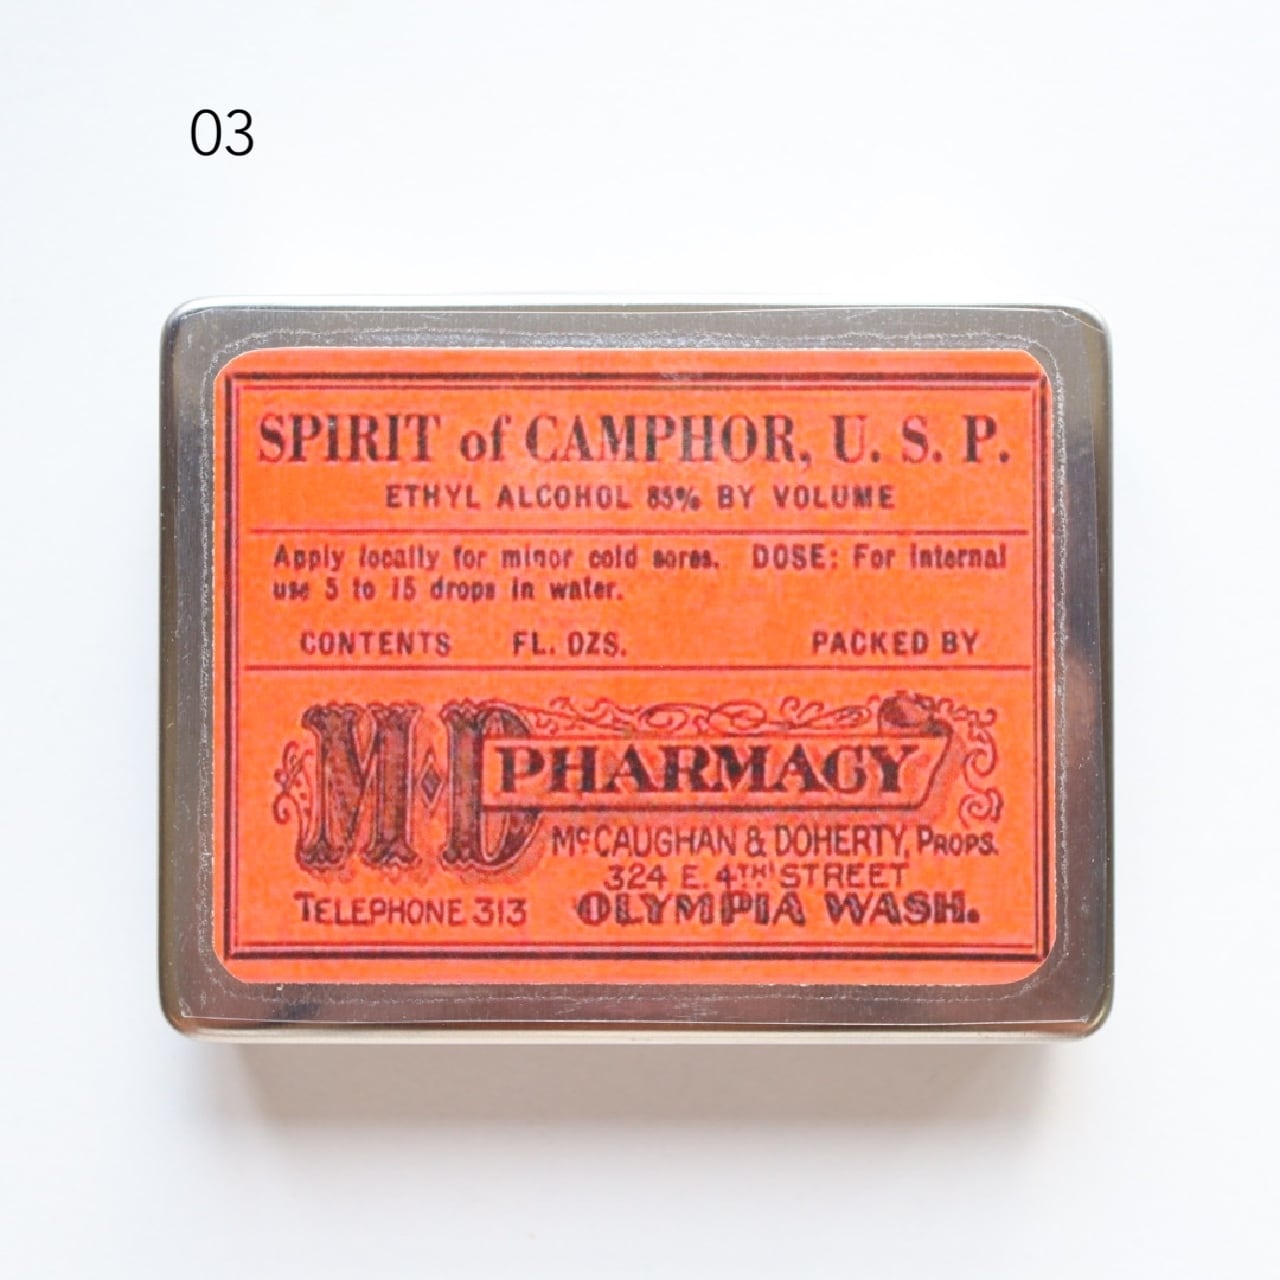 03
SPIRIT of CAMPHOR, U. S. P.
ETHYL ALCOHOL 85% BY VOLUME
Apply locally for minor cold sores. DOSE: For internal
use 5 to 15 drops in water.
CONTENTS FL. OZS. PACKED BY
M·D PHARMACY
McCAUGHAN & DOHERTY, PROPS.
324 E. 4TH STREET
TELEPHONE 313 OLYMPIA WASH.